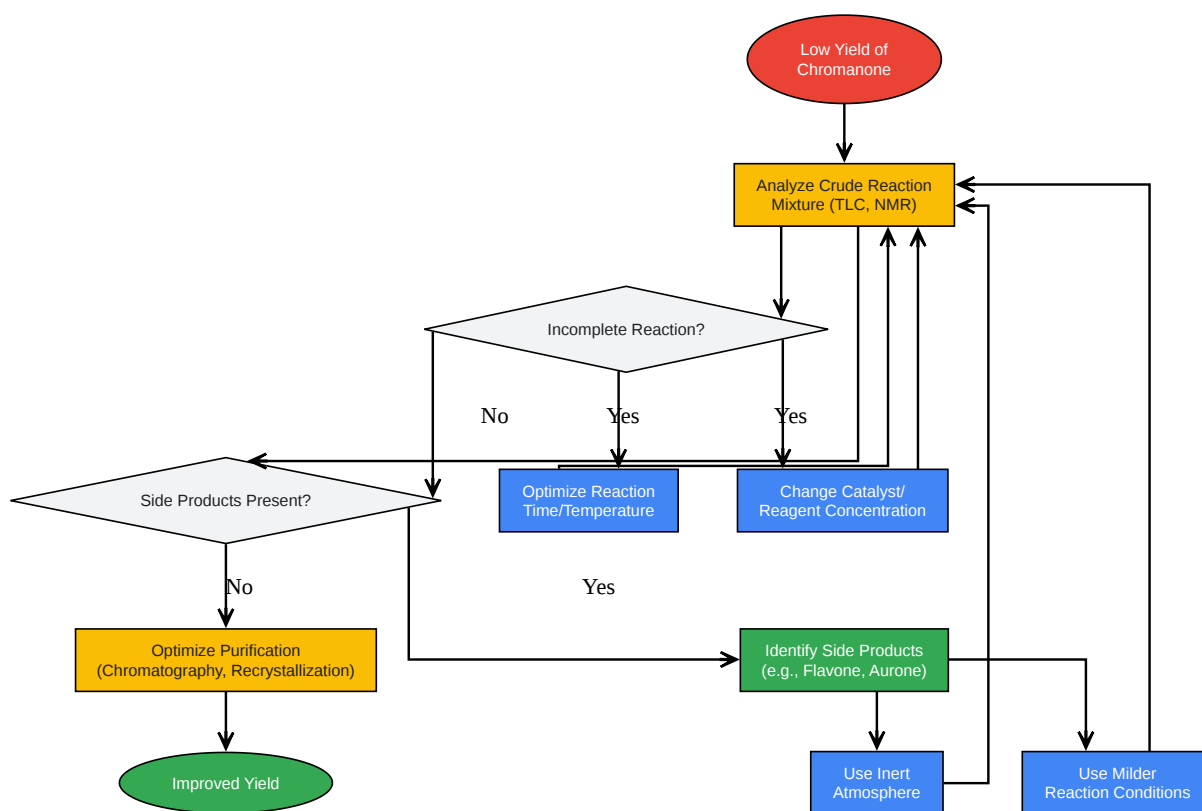 Low Yield of
Chromanone
Analyze Crude Reaction
Mixture (TLC, NMR)
Incomplete Reaction?
No
Yes
Yes
Side Products Present?
Optimize Reaction
Time/Temperature
Change Catalyst/
Reagent Concentration
No
Yes
Optimize Purification
(Chromatography, Recrystallization)
Identify Side Products
(e.g., Flavone, Aurone)
Improved Yield
Use Inert
Atmosphere
Use Milder
Reaction Conditions